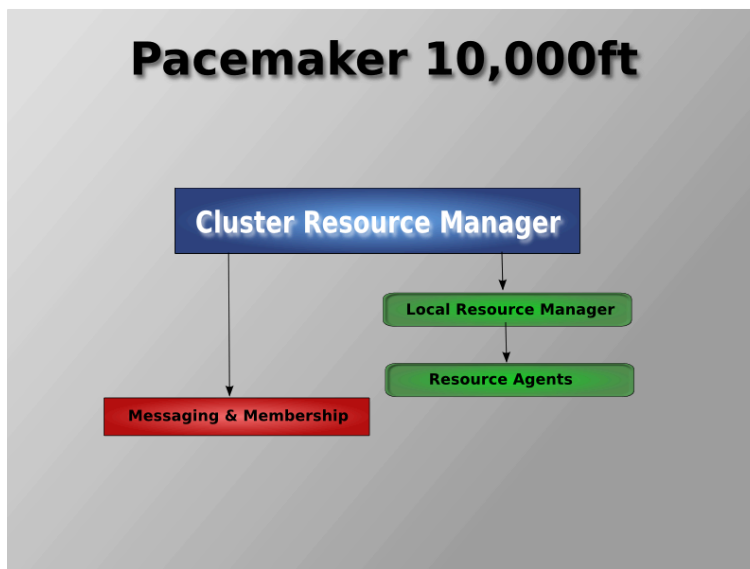 Pacemaker 10,000ft
Cluster Resource Manager
Local Resource Manager
Resource Agents
Messaging & Membership